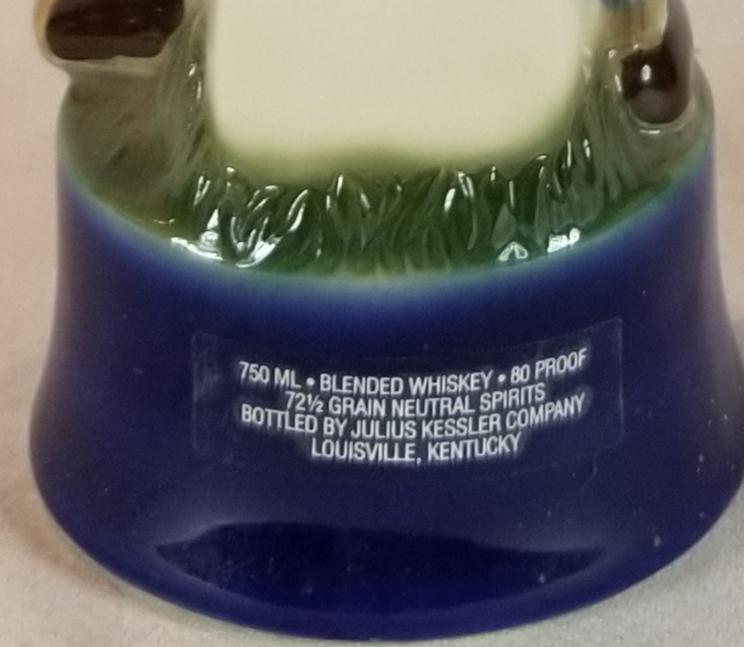 750 ML • BLENDED WHISKEY • 80 PROOF
72½ GRAIN NEUTRAL SPIRITS
BOTTLED BY JULIUS KESSLER COMPANY
LOUISVILLE, KENTUCKY